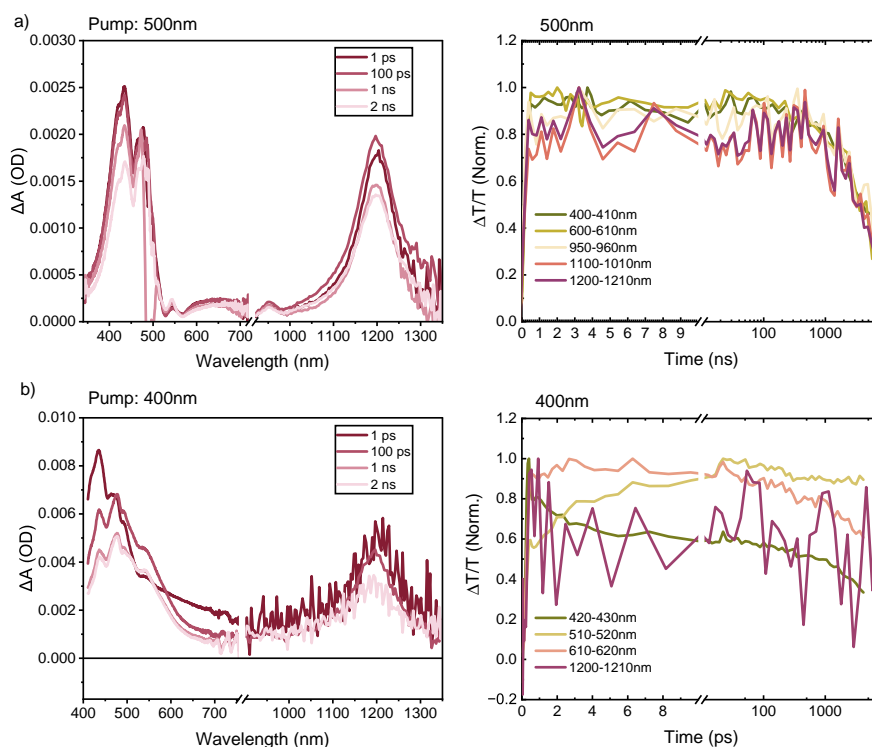 a)
Pump: 500nm
ΔA (OD)
0.0030
0.0025
0.0020
0.0015
0.0010
0.0005
0.0000
1 ps
100 ps
1 ns
2 ns
400 500 600 700 1000 1100 1200 1300
Wavelength (nm)
500nm
ΔT/T (Norm.)
1.2
1.0
0.8
0.6
0.4
0.2
0.0
400-410nm
600-610nm
950-960nm
1100-1010nm
1200-1210nm
0 1 2 3 4 5 6 7 8 9 100 1000
Time (ns)
b)
Pump: 400nm
ΔA (OD)
0.010
0.008
0.006
0.004
0.002
0.000
1 ps
100 ps
1 ns
2 ns
400 500 600 700 1000 1100 1200 1300
Wavelength (nm)
400nm
ΔT/T (Norm.)
1.2
1.0
0.8
0.6
0.4
0.2
0.0
−0.2
420-430nm
510-520nm
610-620nm
1200-1210nm
0 2 4 6 8 100 1000
Time (ps)